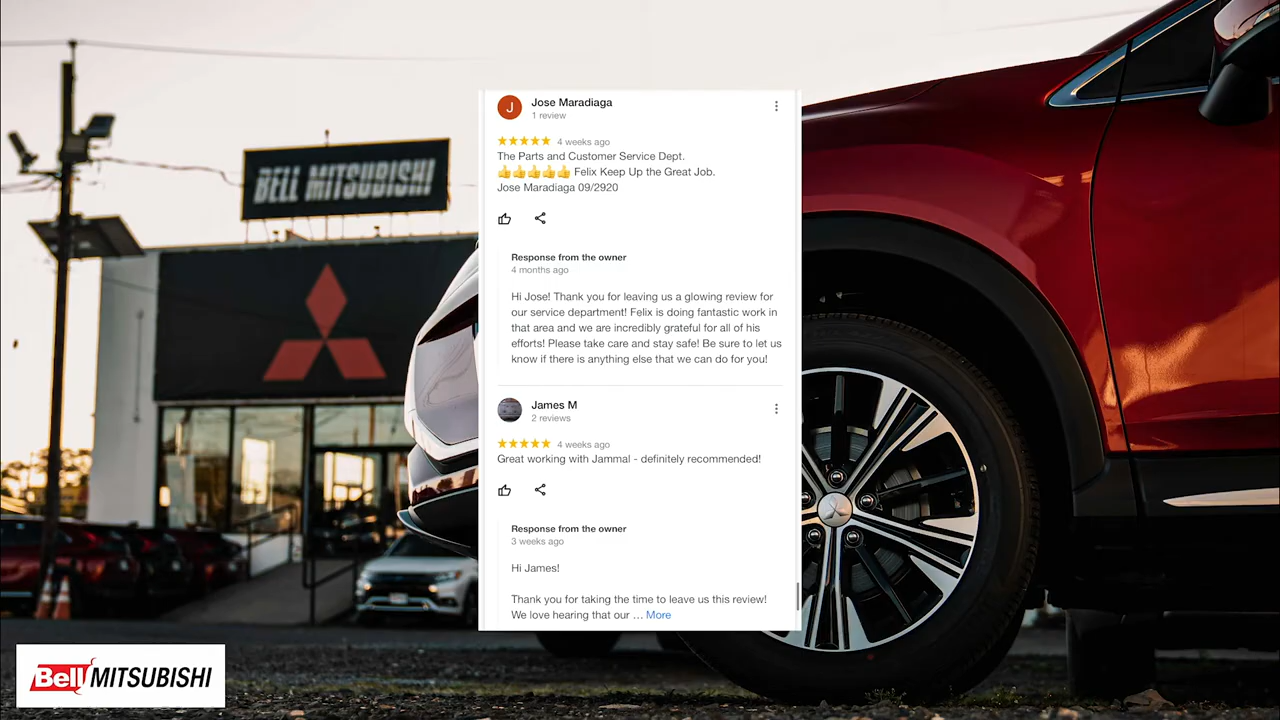 BELL MITSUBISHI
Jose Maradiaga
1 review
★★★★★ 4 weeks ago
The Parts and Customer Service Dept.
👍👍👍👍👍 Felix Keep Up the Great Job.
Jose Maradiaga 09/2920
Response from the owner
4 months ago
Hi Jose! Thank you for leaving us a glowing review for
our service department! Felix is doing fantastic work in
that area and we are incredibly grateful for all of his
efforts! Please take care and stay safe! Be sure to let us
know if there is anything else that we can do for you!
James M
2 reviews
★★★★★ 4 weeks ago
Great working with Jammal - definitely recommended!
Response from the owner
3 weeks ago
Hi James!
Thank you for taking the time to leave us this review!
We love hearing that our ... More
Bell MITSUBISHI